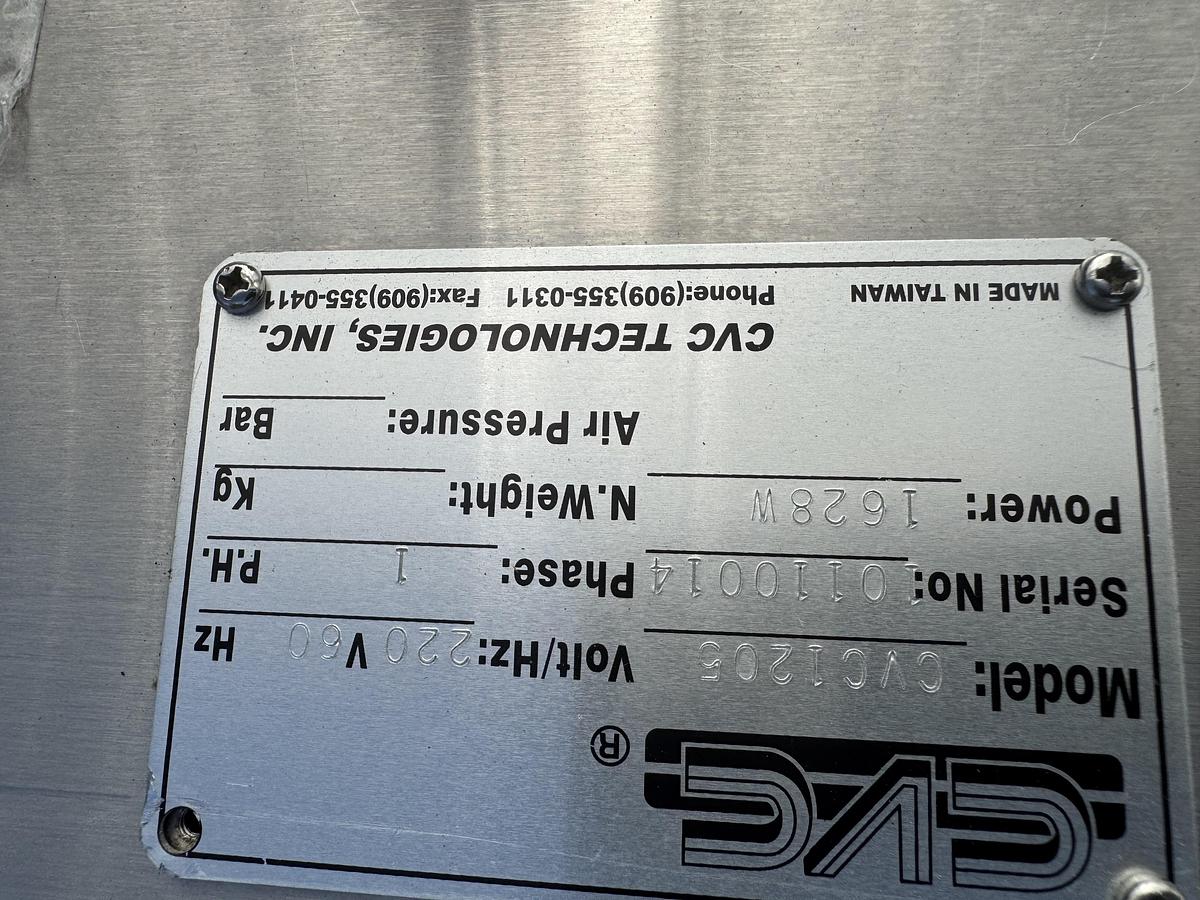 CVC®
Model: CVC1205 Volt/Hz: 220 V 60 Hz
Serial No: 10110014 Phase: 1 P.H.
Power: 1628W N.Weight: Kg
Air Pressure: Bar
CVC TECHNOLOGIES, INC.
MADE IN TAIWAN Phone:(909)355-0311 Fax:(909)355-0411